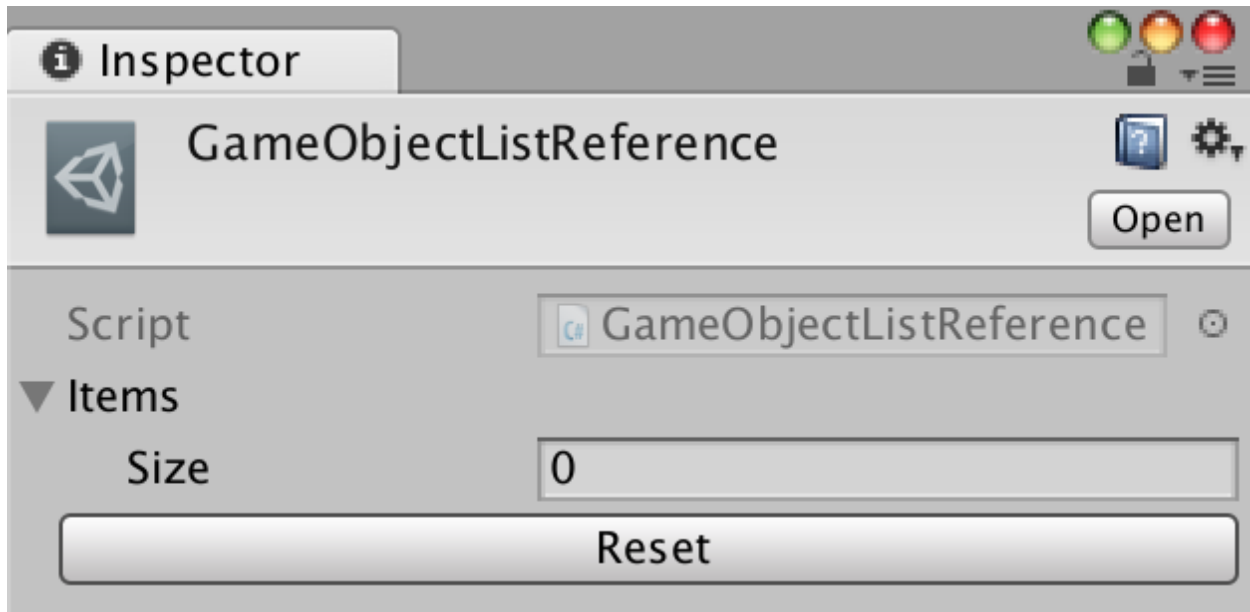 Inspector
GameObjectListReference
Open
Script GameObjectListReference
Items
Size 0
Reset